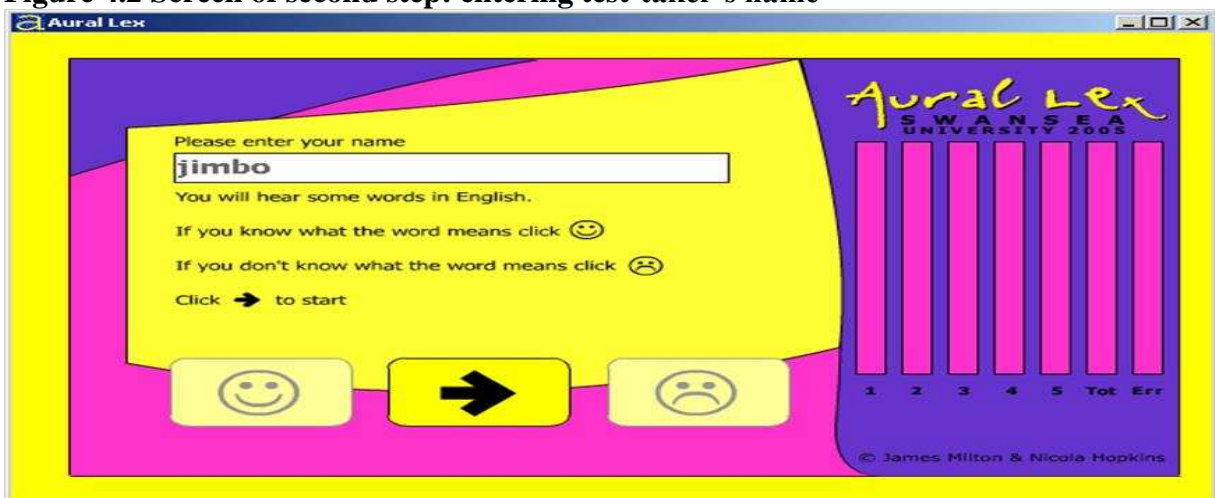 Figure 4.2 Screen of second step: entering test-taker's name
Aural Lex
Please enter your name
jimbo
You will hear some words in English.
If you know what the word means click
If you don't know what the word means click
Click to start
Aural Lex
SWANSEA
UNIVERSITY 2005
1 2 3 4 5 Tot Err
© James Milton & Nicola Hopkins